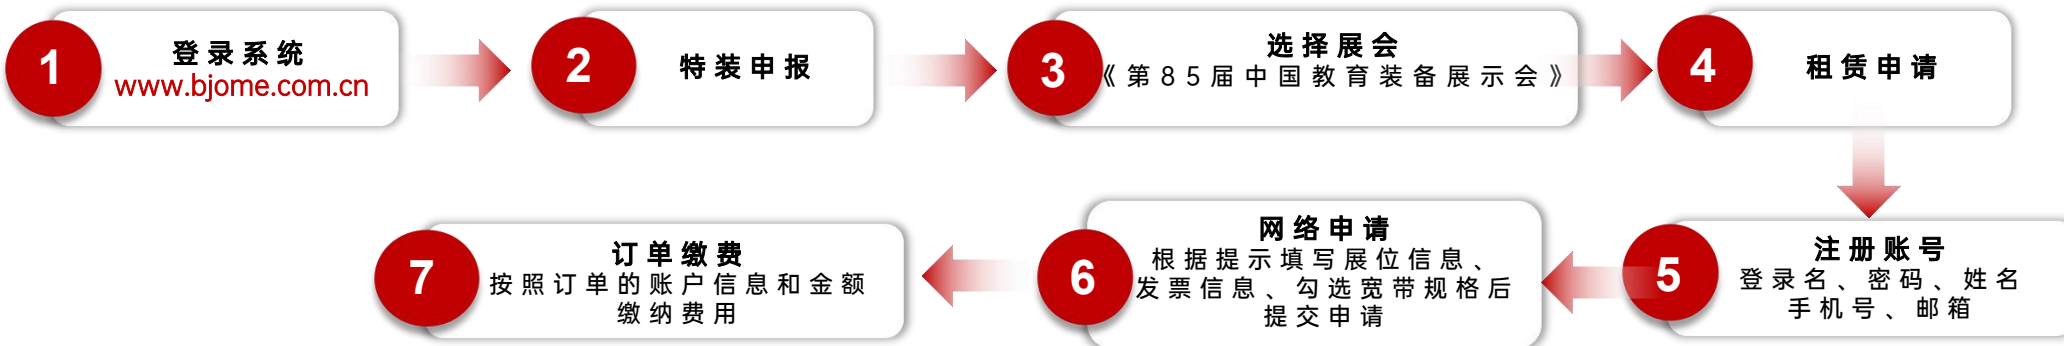 1
登录系统
www.bjome.com.cn
2
特装申报
3
选择展会
《第85届中国教育装备展示会》
4
租赁申请
5
注册账号
登录名、密码、姓名
手机号、邮箱
6
网络申请
根据提示填写展位信息、
发票信息、勾选宽带规格后
提交申请
7
订单缴费
按照订单的账户信息和金额
缴纳费用